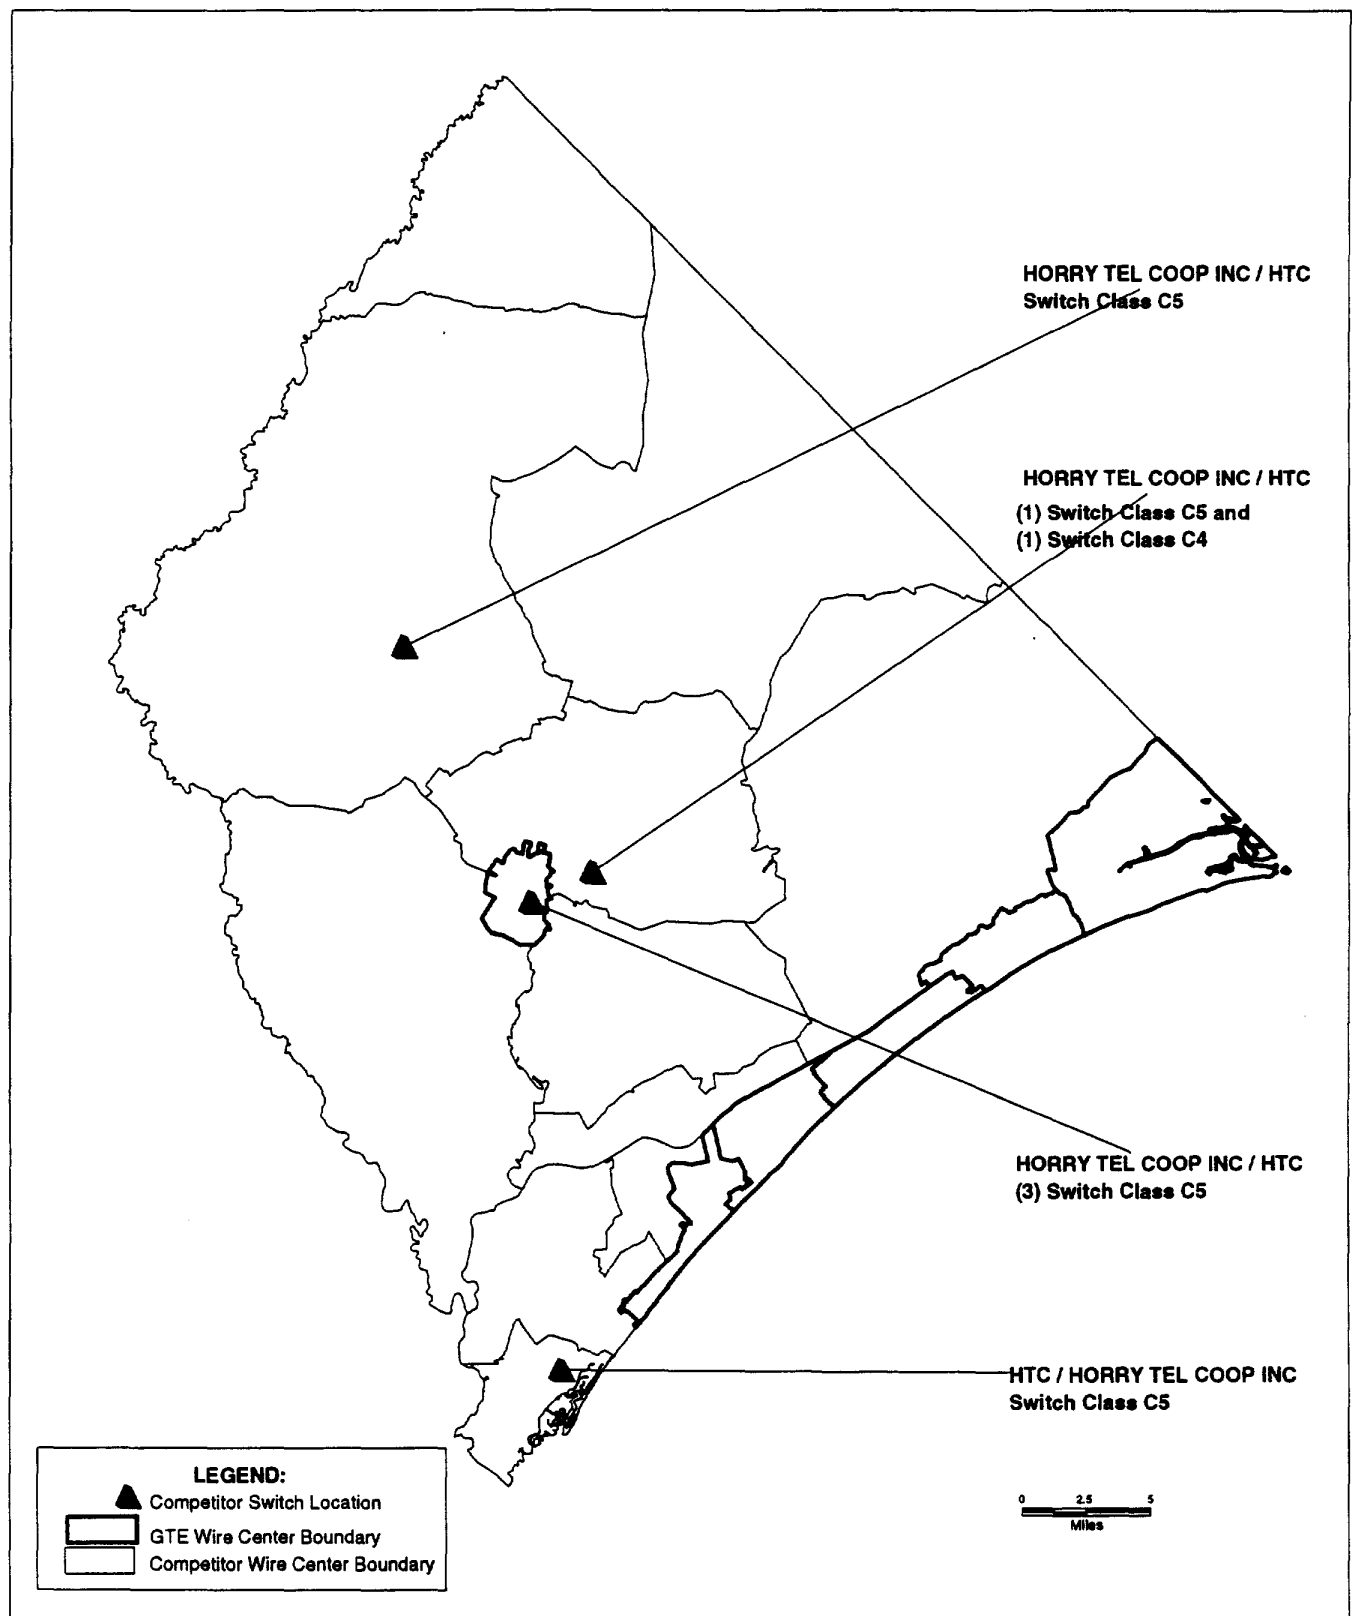 HORRY TEL COOP INC / HTC
Switch Class C5
HORRY TEL COOP INC / HTC
(1) Switch Class C5 and
(1) Switch Class C4
HORRY TEL COOP INC / HTC
(3) Switch Class C5
HTC / HORRY TEL COOP INC
Switch Class C5
LEGEND:
Competitor Switch Location
GTE Wire Center Boundary
Competitor Wire Center Boundary
0 2.5 5
Miles